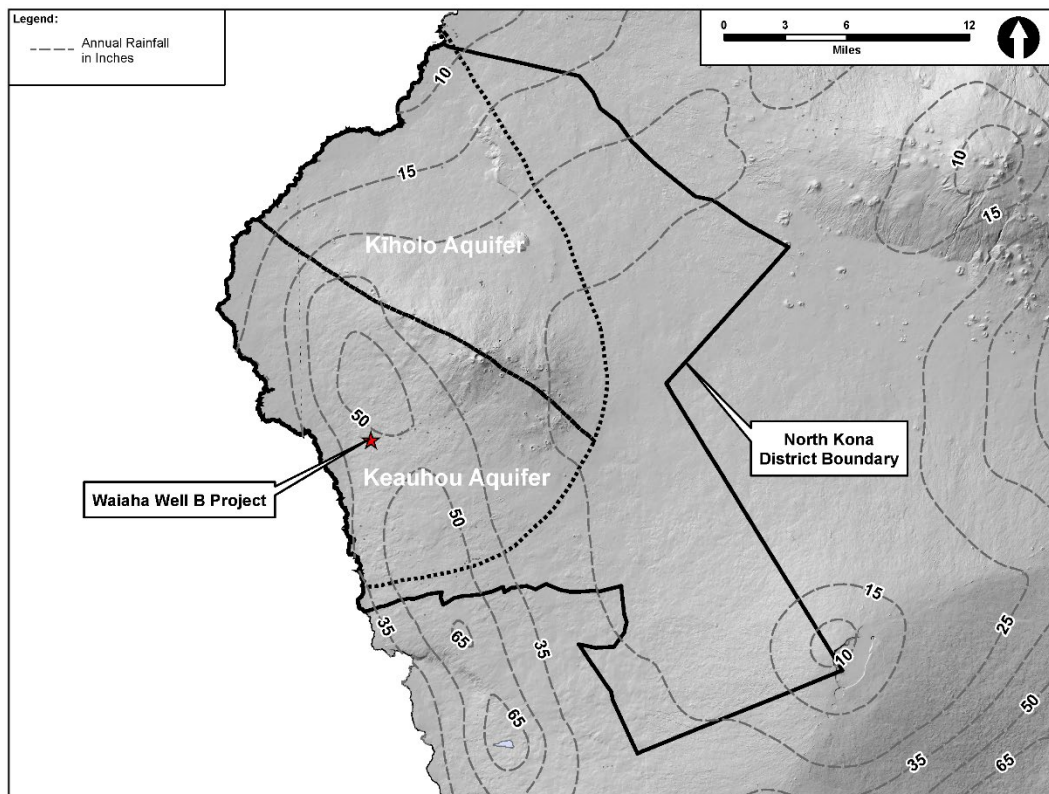 Legend:
Annual Rainfall
in Inches
0 3 6 12
Miles
10
15
10
15
Kīholo Aquifer
50
North Kona
District Boundary
Waiaha Well B Project
Keauhou Aquifer
50
15
25
35
65
35
10
65
50
35
65